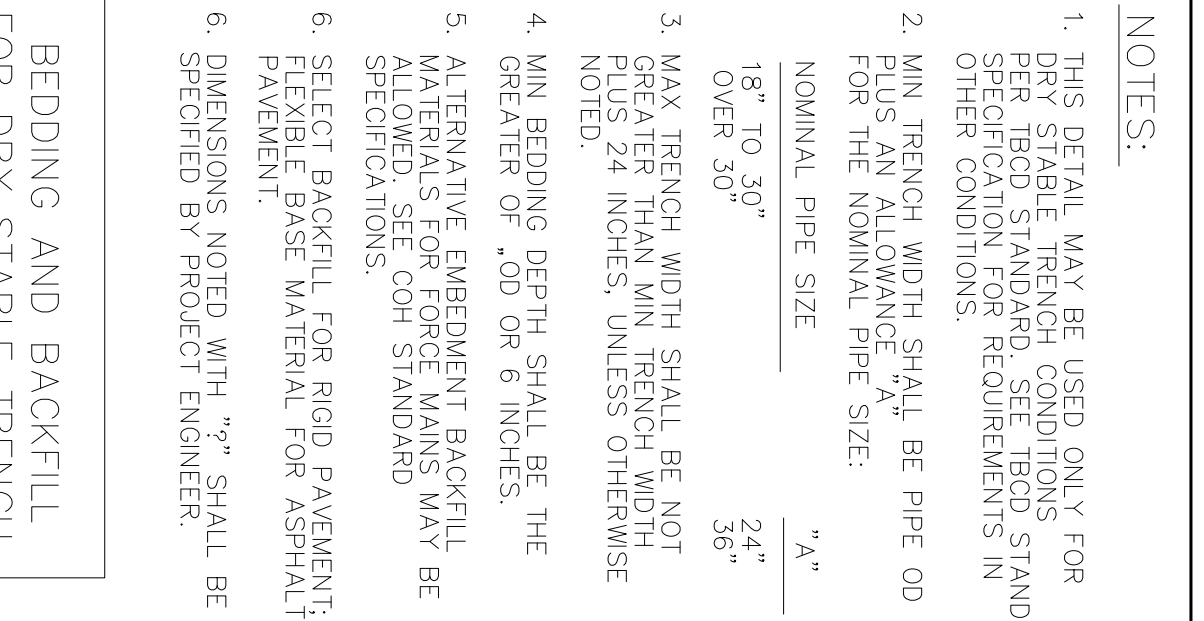 NOTES:
1. THIS DETAIL MAY BE USED ONLY FOR
DRY STABLE TRENCH CONDITIONS
PER TBCD STANDARD. SEE TBCD STAND
SPECIFICATION FOR REQUIREMENTS IN
OTHER CONDITIONS.
2. MIN TRENCH WIDTH SHALL BE PIPE OD
PLUS AN ALLOWANCE "A"
FOR THE NOMINAL PIPE SIZE:
NOMINAL PIPE SIZE "A"
18" TO 30" 24"
OVER 30" 36"
3. MAX TRENCH WIDTH SHALL BE NOT
GREATER THAN MIN TRENCH WIDTH
PLUS 24 INCHES, UNLESS OTHERWISE
NOTED.
4. MIN BEDDING DEPTH SHALL BE THE
GREATER OF „OD OR 6 INCHES.
5. ALTERNATIVE EMBEDMENT BACKFILL
MATERIALS FOR FORCE MAINS MAY BE
ALLOWED. SEE COH STANDARD
SPECIFICATIONS.
6. SELECT BACKFILL FOR RIGID PAVEMENT;
FLEXIBLE BASE MATERIAL FOR ASPHALT
PAVEMENT.
6. DIMENSIONS NOTED WITH "?" SHALL BE
SPECIFIED BY PROJECT ENGINEER.
BEDDING AND BACKFILL
FOR DRY STABLE TRENCH